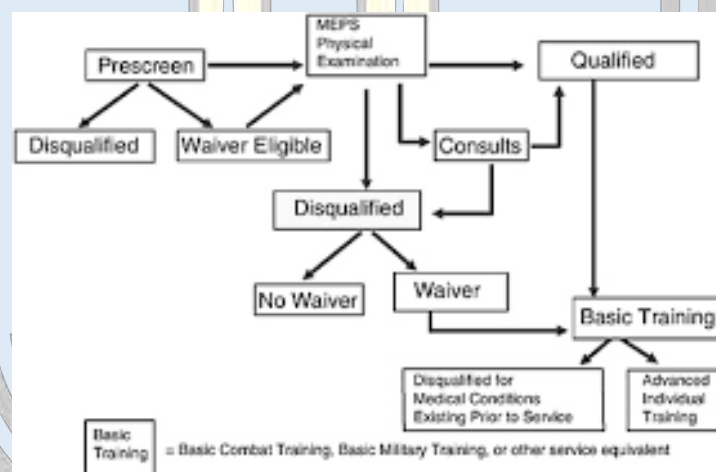 MEPS
Physical
Examination
Prescreen
Qualified
Disqualified
Waiver Eligible
Consults
Disqualified
No Waiver
Waiver
Basic Training
Disqualified for
Medical Conditions
Existing Prior to Service
Advanced
Individual
Training
Basic
Training
= Basic Combat Training, Basic Military Training, or other service equivalent